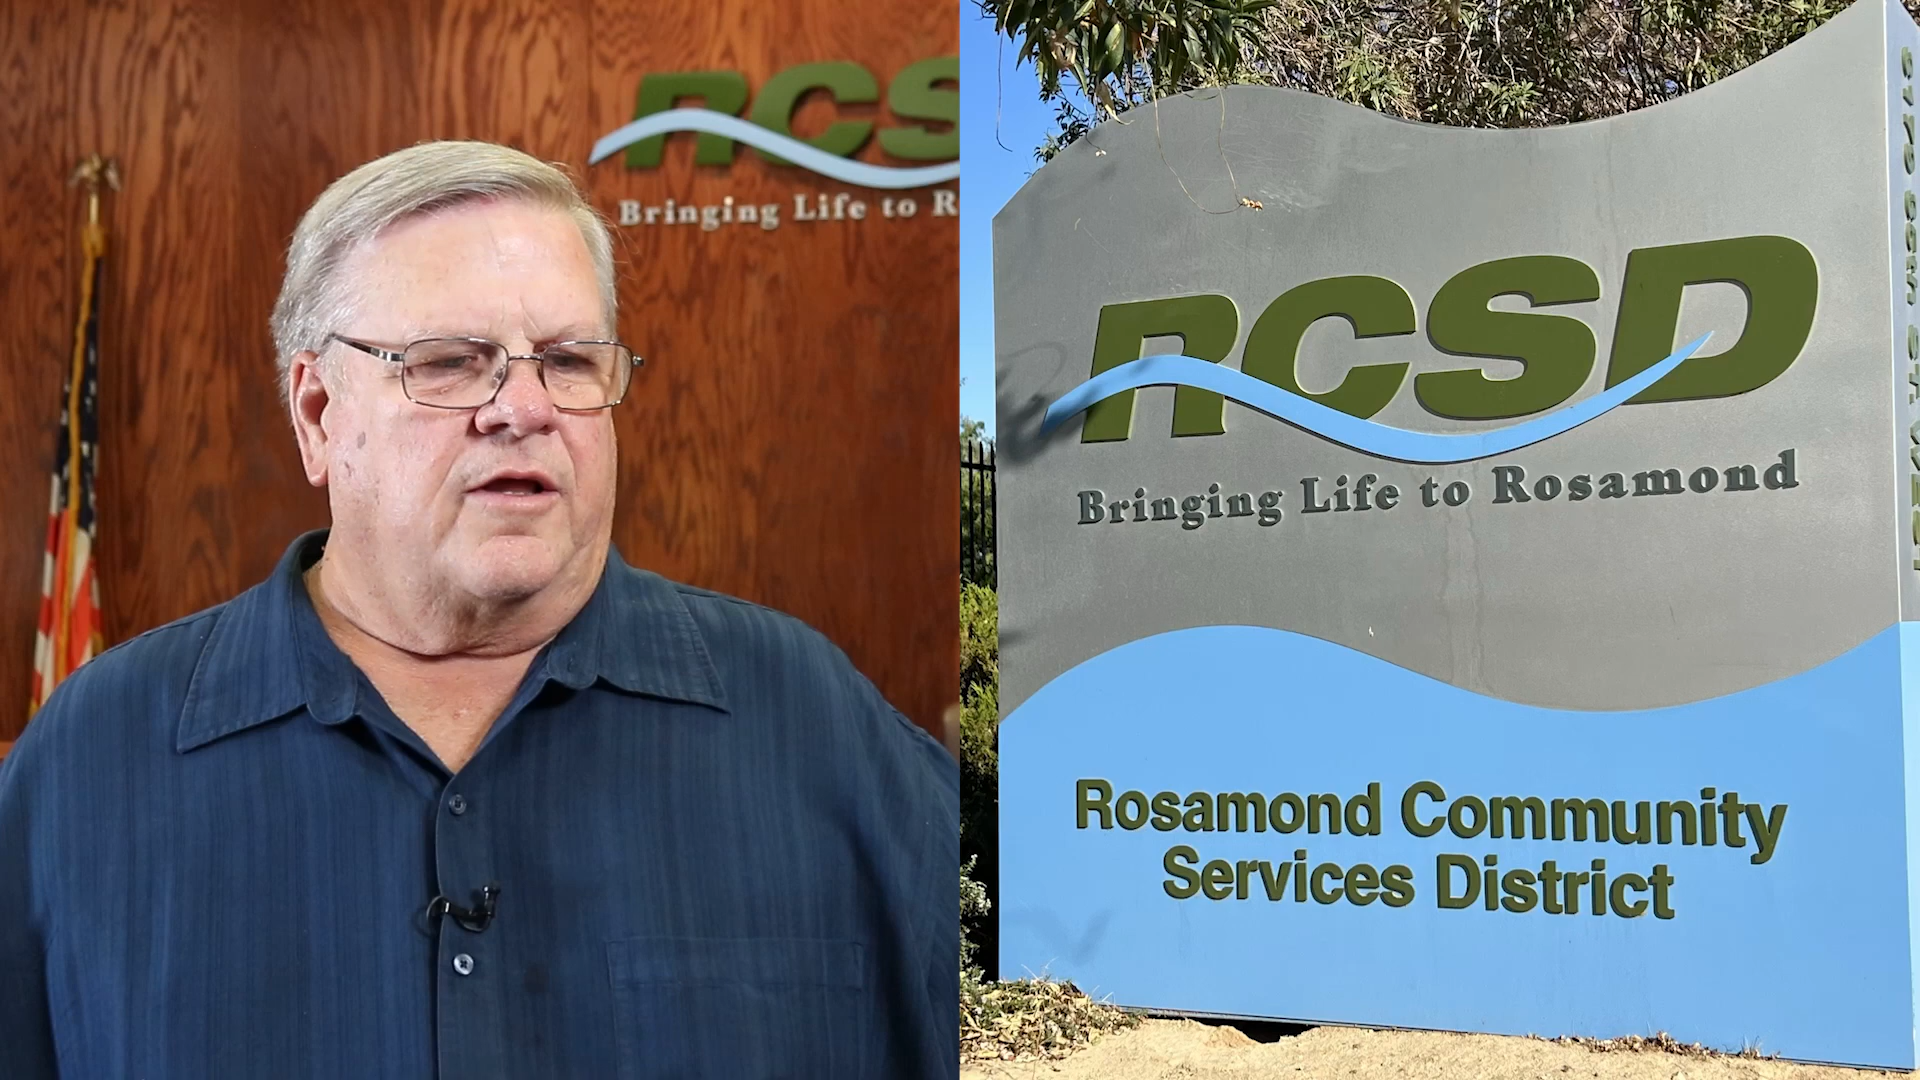 RCS
Bringing Life to R
RCSD
Bringing Life to Rosamond
Rosamond Community
Services District